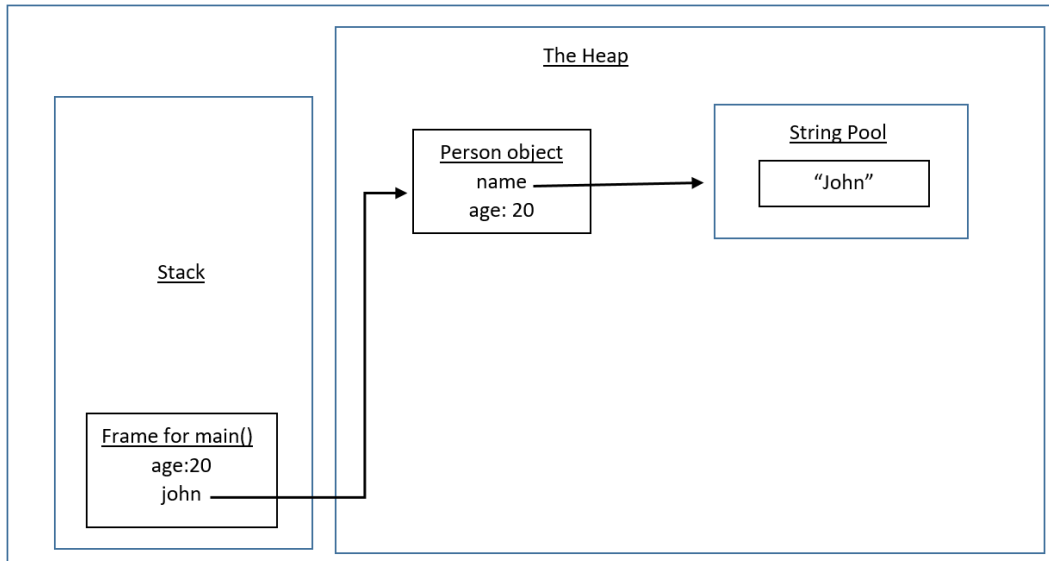 The Heap
Person object
name
age: 20
String Pool
“John”
Stack
Frame for main()
age:20
john